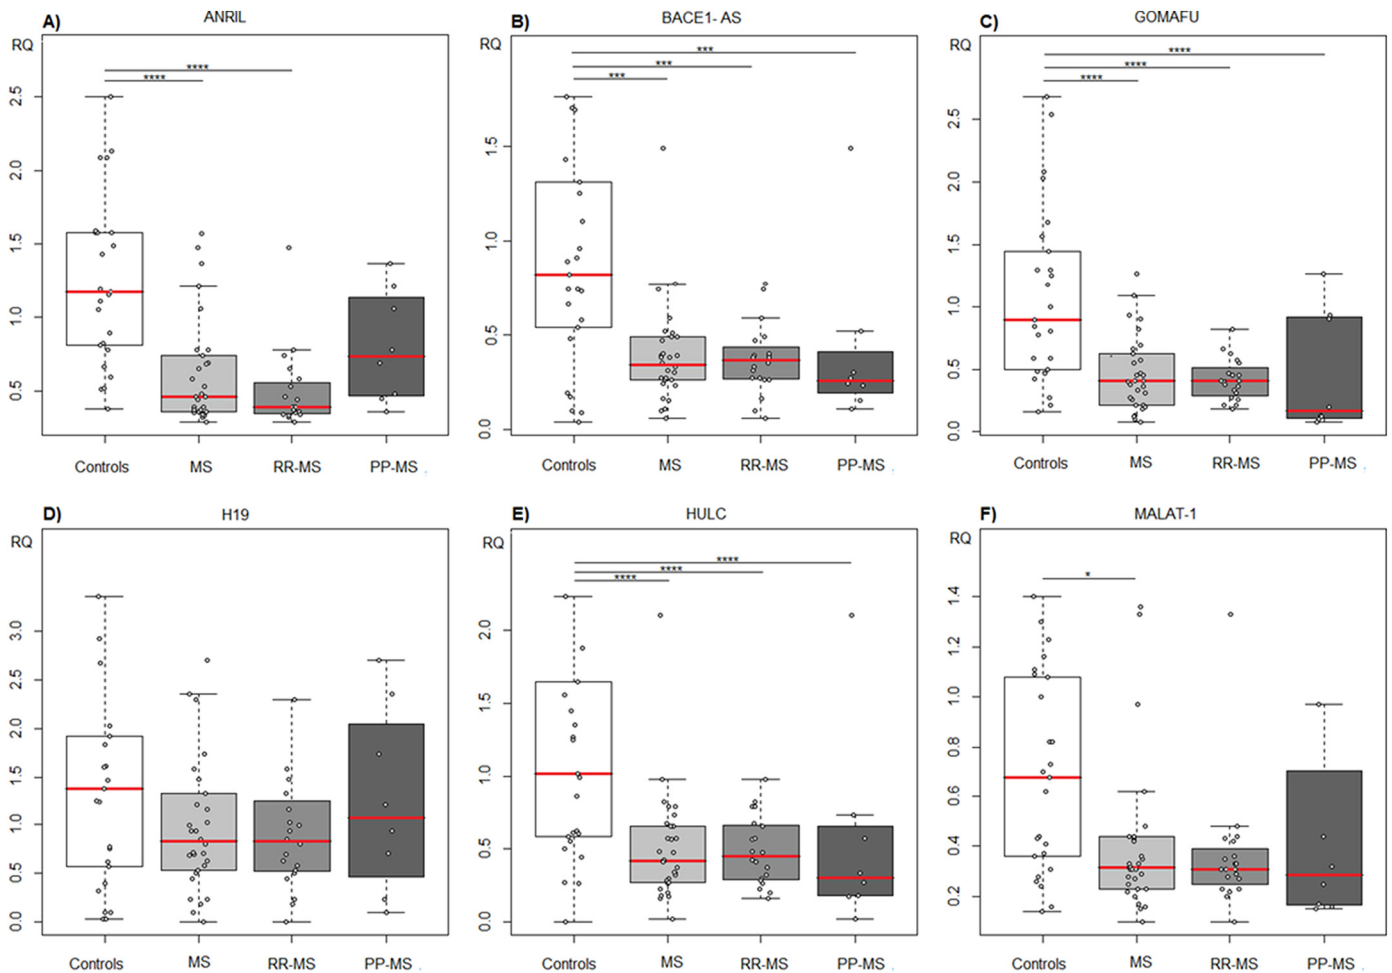 A) ANRIL
RQ
**** 
****
2.5
2.0
1.5
1.0
0.5
Controls MS RR-MS PP-MS
B) BACE1- AS
RQ
***
***
***
1.5
1.0
0.5
0.0
Controls MS RR-MS PP-MS
C) GOMAFU
RQ
****
****
****
2.5
2.0
1.5
1.0
0.5
0.0
Controls MS RR-MS PP-MS
D) H19
RQ
3.0
2.5
2.0
1.5
1.0
0.5
0.0
Controls MS RR-MS PP-MS
E) HULC
RQ
****
****
****
2.0
1.5
1.0
0.5
0.0
Controls MS RR-MS PP-MS
F) MALAT-1
RQ
*
1.4
1.2
1.0
0.8
0.6
0.4
0.2
Controls MS RR-MS PP-MS